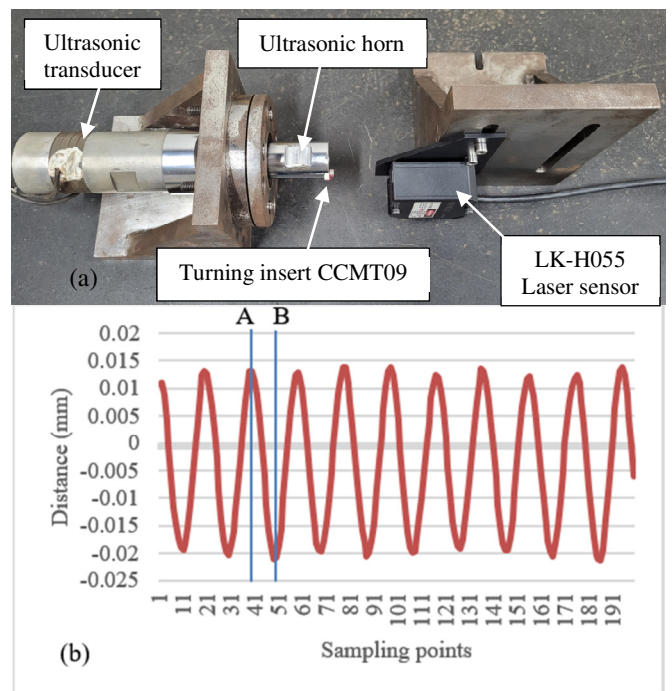 Ultrasonic
transducer
Ultrasonic horn
(a)
Turning insert CCMT09
LK-H055
Laser sensor
A B
0.02
0.015
0.01
0.005
0
-0.005
-0.01
-0.015
-0.02
-0.025
Distance (mm)
1 11 21 31 41 51 61 71 81 91 101 111 121 131 141 151 161 171 181 191
(b)
Sampling points